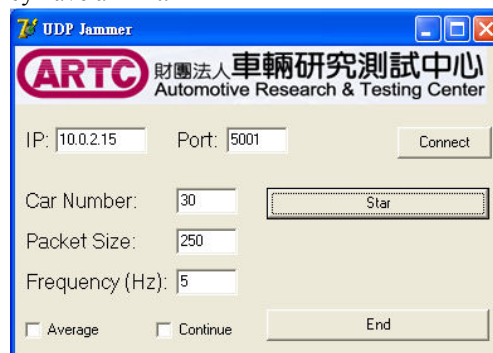 UDP Jammer
ARTC 財團法人車輛研究測試中心
Automotive Research & Testing Center
IP: 10.0.2.15 Port: 5001 Connect
Car Number: 30 Star
Packet Size: 250
Frequency (Hz): 5
Average Continue End